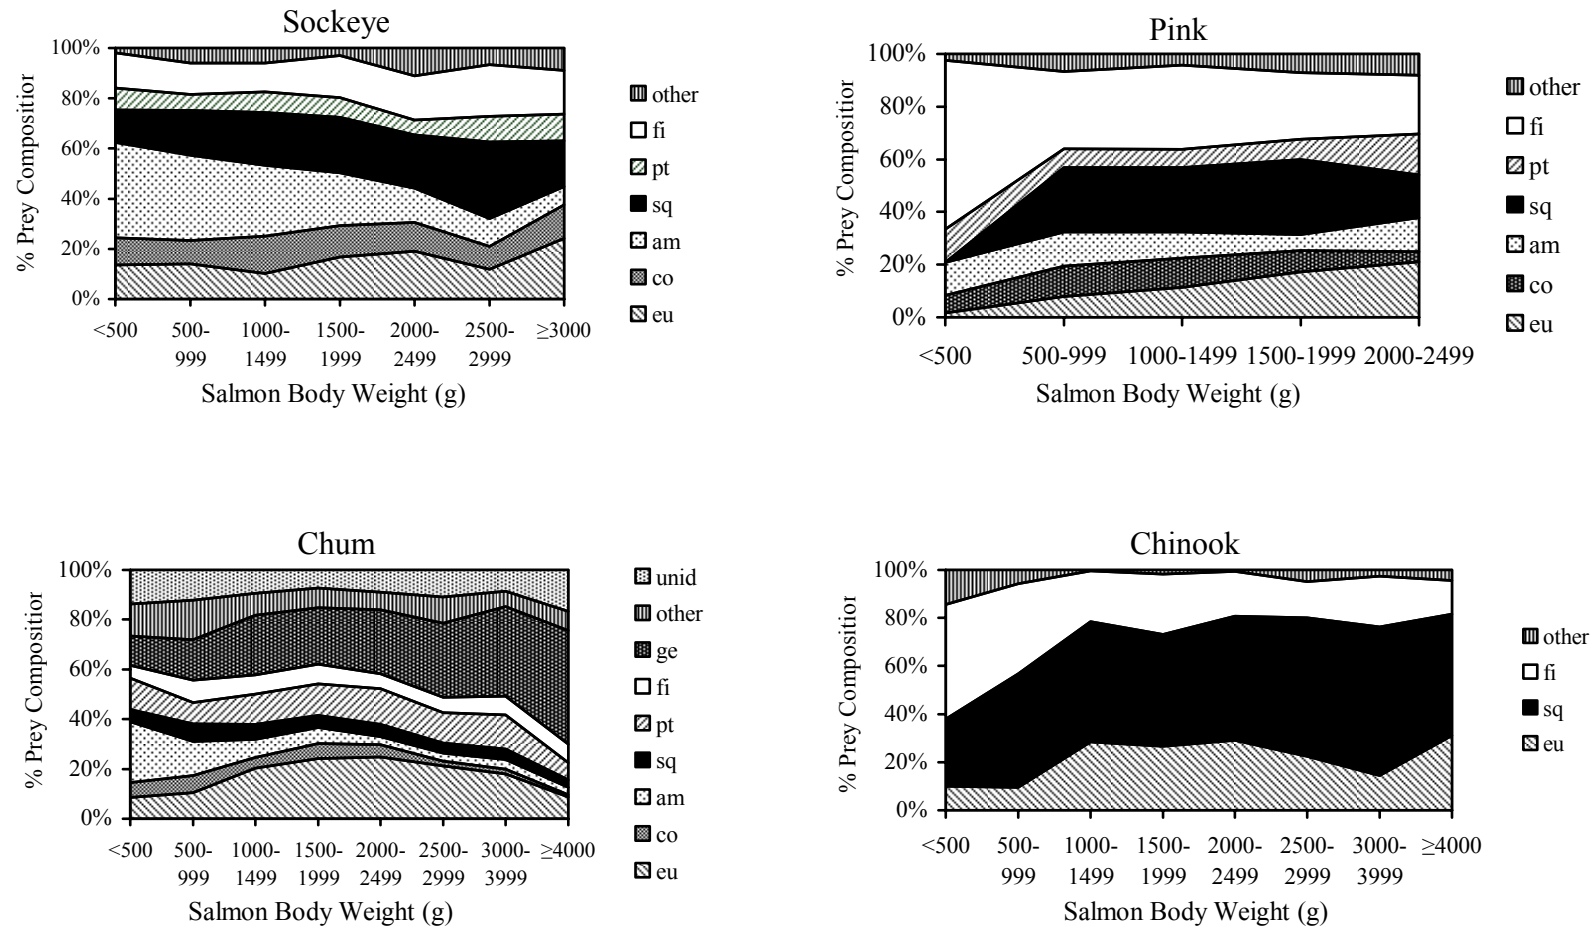 Sockeye
100%
80%
60%
40%
20%
0%
% Prey Composition
<500 500- 1000- 1500- 2000- 2500- ≥3000
999 1499 1999 2499 2999
Salmon Body Weight (g)
other
fi
pt
sq
am
co
eu
Pink
100%
80%
60%
40%
20%
0%
% Prey Composition
<500 500-999 1000-1499 1500-1999 2000-2499
Salmon Body Weight (g)
other
fi
pt
sq
am
co
eu
Chum
100%
80%
60%
40%
20%
0%
% Prey Composition
<500 500- 1000- 1500- 2000- 2500- 3000- ≥4000
999 1499 1999 2499 2999 3999
Salmon Body Weight (g)
unid
other
ge
fi
pt
sq
am
co
eu
Chinook
100%
80%
60%
40%
20%
0%
% Prey Composition
<500 500- 1000- 1500- 2000- 2500- 3000- ≥4000
999 1499 1999 2499 2999 3999
Salmon Body Weight (g)
other
fi
sq
eu